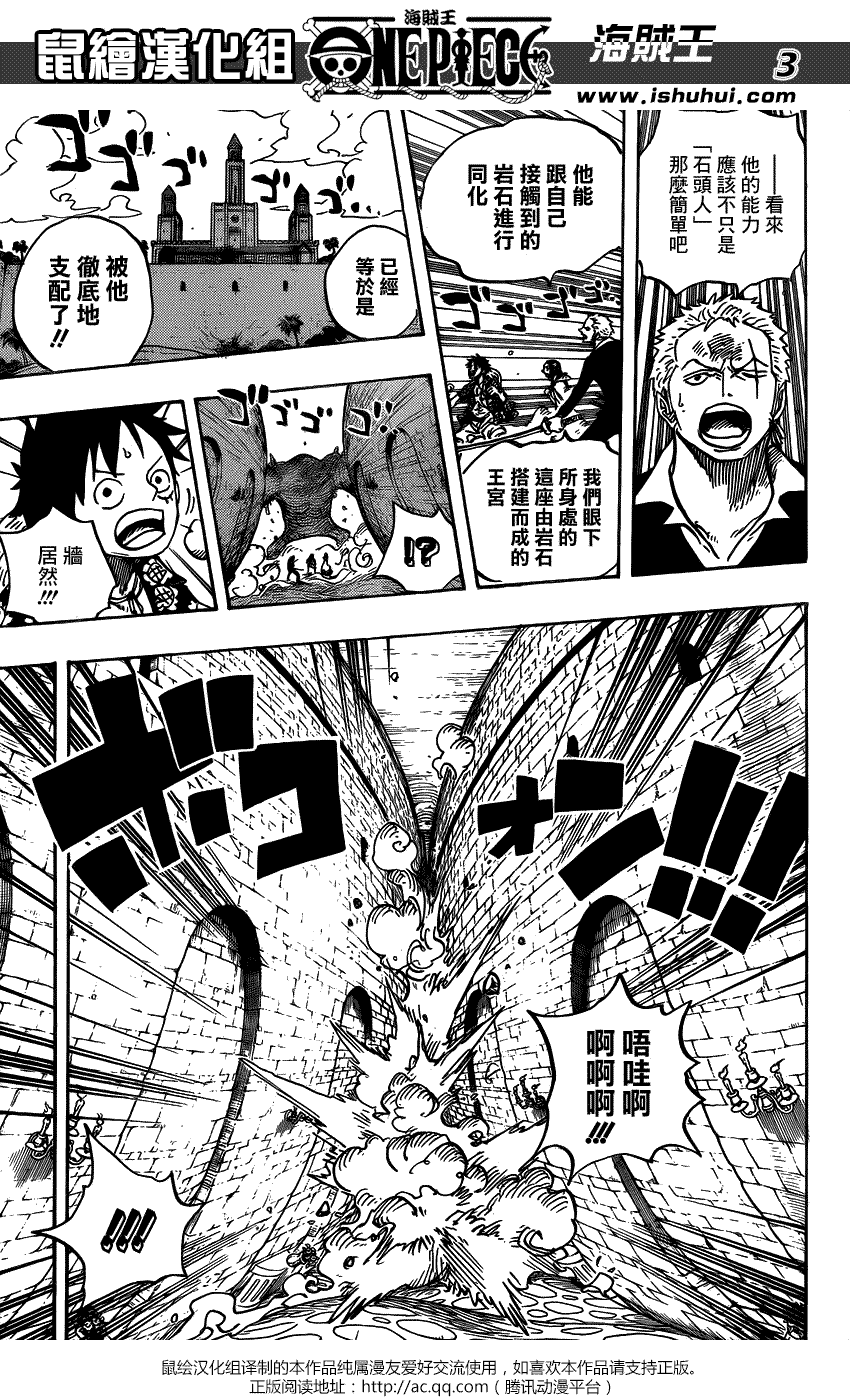 鼠繪漢化組
海賊王
ONE PIECE
海賊王
www.ishuhui.com
3
——看來
他的能力
應該不只是
「石頭人」
那麼簡單吧
他能
跟自己
接觸到的
岩石進行
同化
ゴゴゴ
我們眼下
所身處的
這座由岩石
搭建而成的
王宮
ゴゴゴ
已經
等於是
被他
徹底地
支配了!!
ゴゴゴ
!?
牆
居然!!!
ボコォォ!!!
唔哇啊
啊啊啊!!!
!!!
鼠绘汉化组译制的本作品纯属漫友爱好交流使用，如喜欢本作品请支持正版。
正版阅读地址：http://ac.qq.com（腾讯动漫平台）